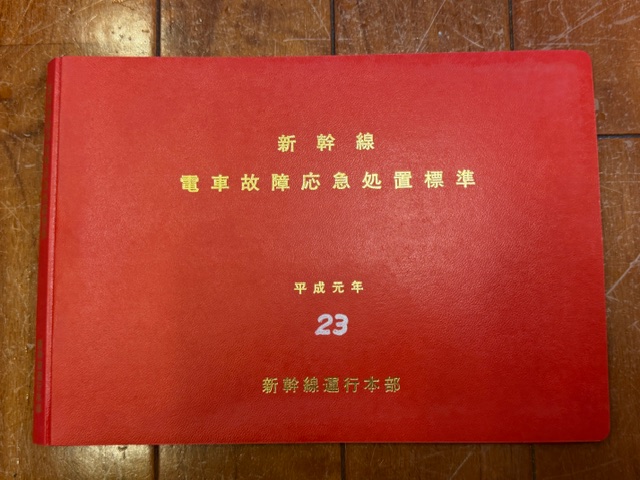 新幹線
電車故障応急処置標準
平成元年
23
新幹線運行本部